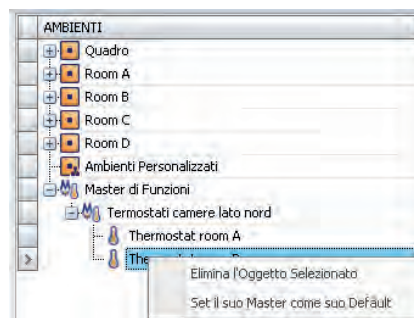 AMBIENTI
Quadro
Room A
Room B
Room C
Room D
Ambienti Personalizzati
Master di Funzioni
Termostati camere lato nord
Thermostat room A
Elimina l'Oggetto Selezionato
Set il suo Master come suo Default